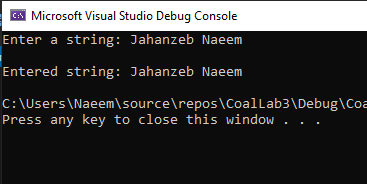 Microsoft Visual Studio Debug Console
Enter a string: Jahanzeb Naeem
Entered string: Jahanzeb Naeem
C:\Users\Naeem\source\repos\CoalLab3\Debug\Coa
Press any key to close this window . . .